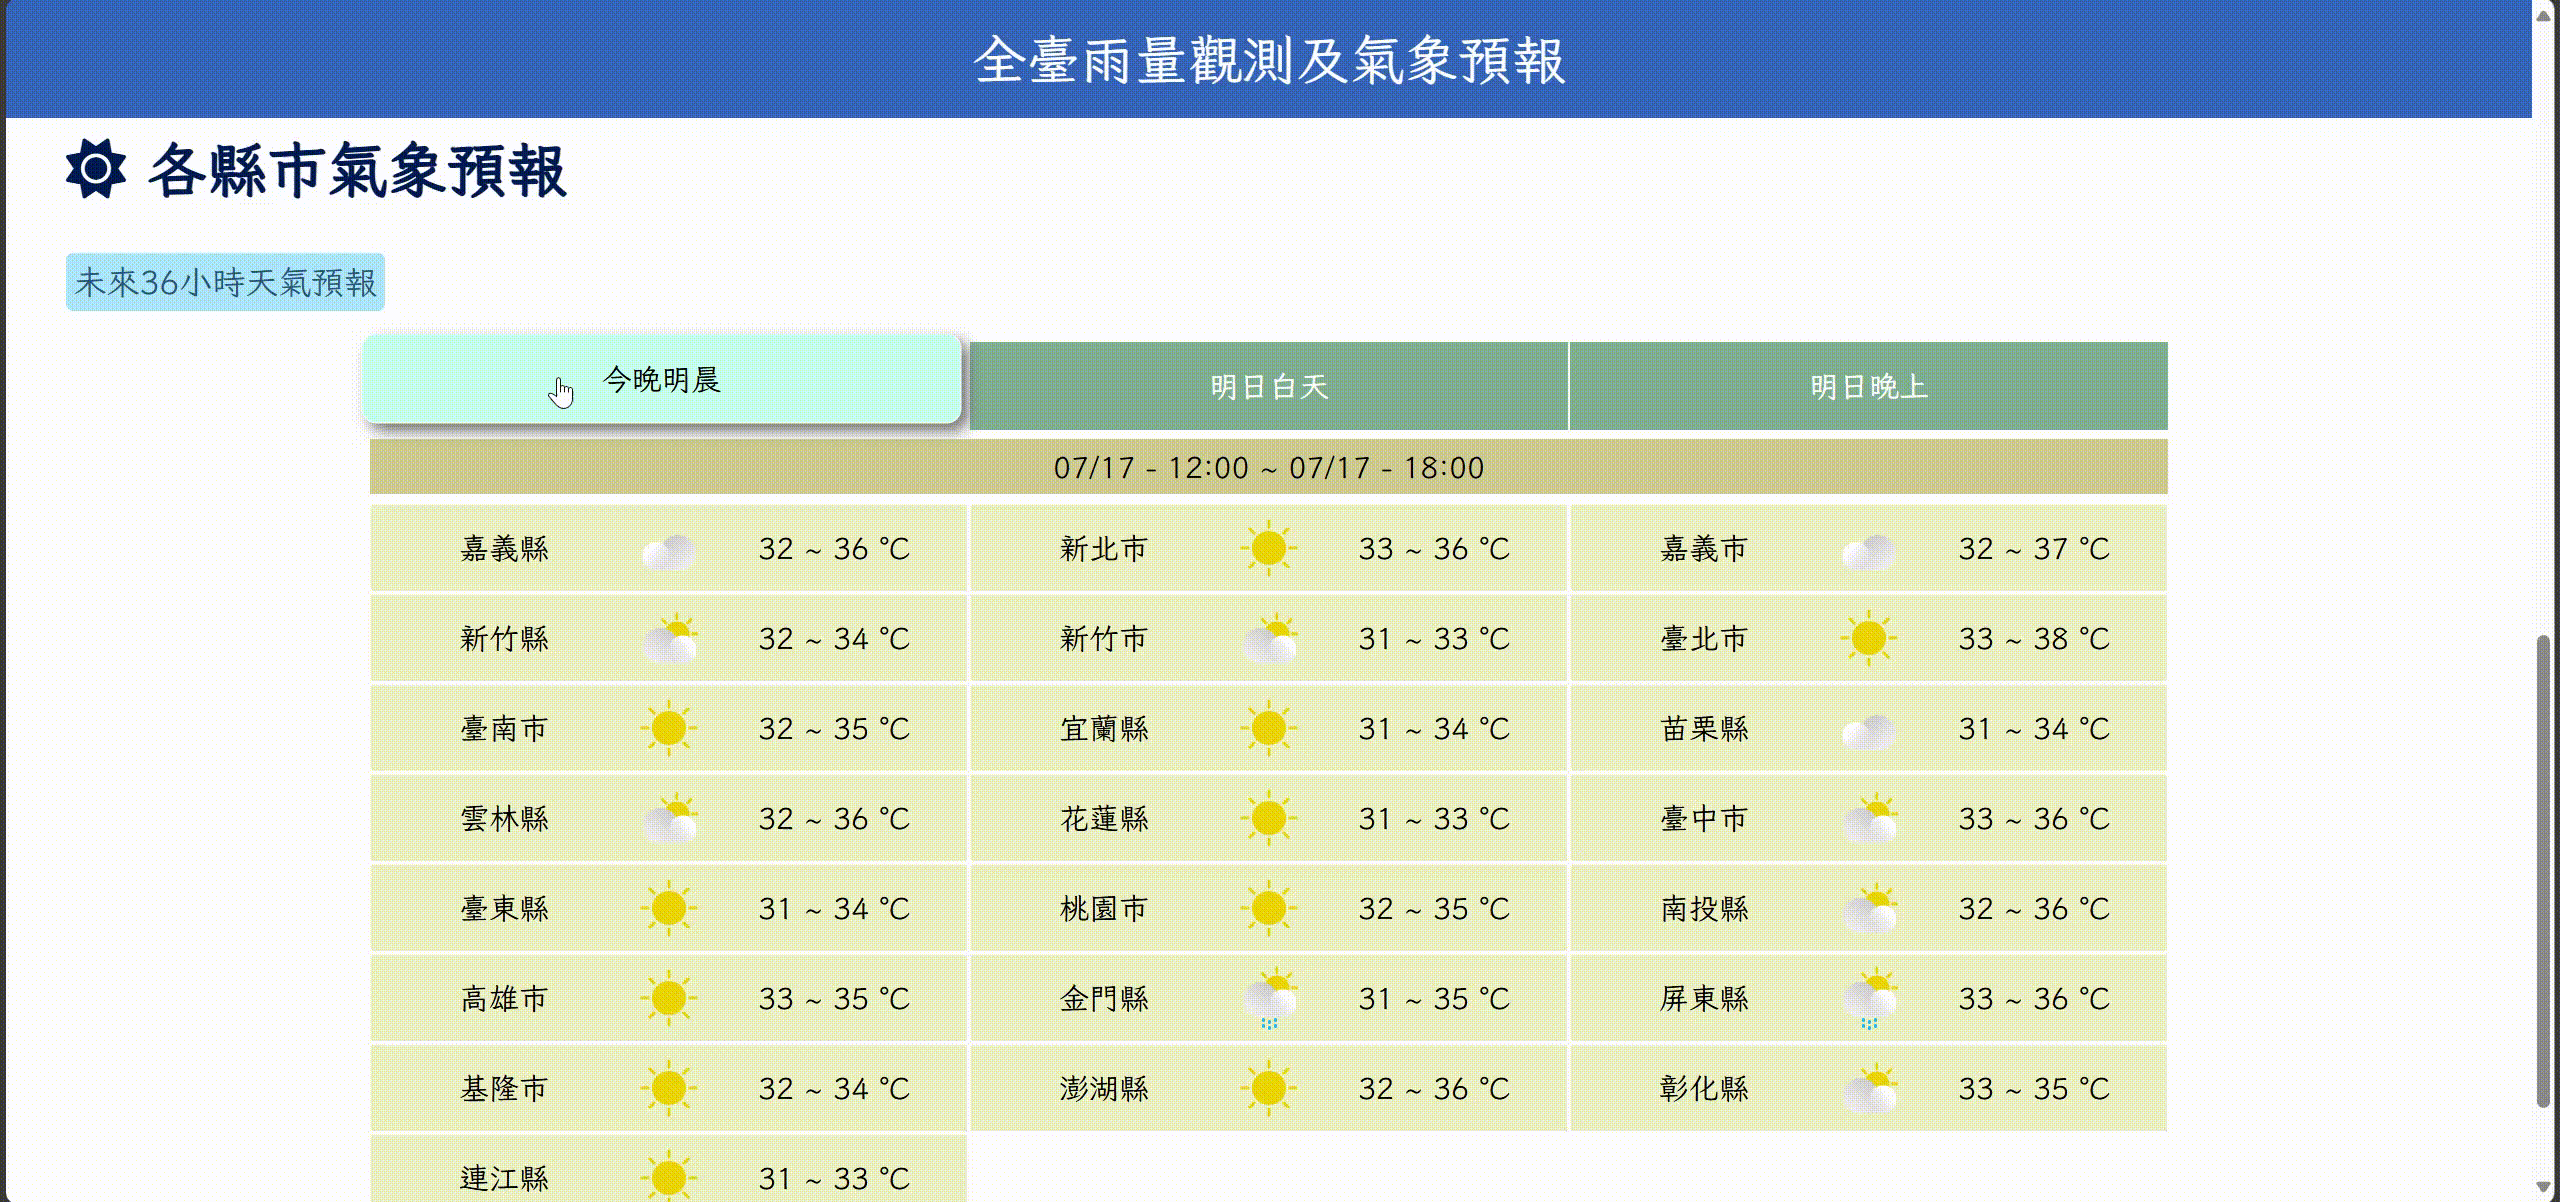 全臺雨量觀測及氣象預報
各縣市氣象預報
未來36小時天氣預報
今晚明晨 明日白天 明日晚上
07/17 - 12:00 ~ 07/17 - 18:00
嘉義縣 32 ~ 36 °C 新北市 33 ~ 36 °C 嘉義市 32 ~ 37 °C
新竹縣 32 ~ 34 °C 新竹市 31 ~ 33 °C 臺北市 33 ~ 38 °C
臺南市 32 ~ 35 °C 宜蘭縣 31 ~ 34 °C 苗栗縣 31 ~ 34 °C
雲林縣 32 ~ 36 °C 花蓮縣 31 ~ 33 °C 臺中市 33 ~ 36 °C
臺東縣 31 ~ 34 °C 桃園市 32 ~ 35 °C 南投縣 32 ~ 36 °C
高雄市 33 ~ 35 °C 金門縣 31 ~ 35 °C 屏東縣 33 ~ 36 °C
基隆市 32 ~ 34 °C 澎湖縣 32 ~ 36 °C 彰化縣 33 ~ 35 °C
連江縣 31 ~ 33 °C